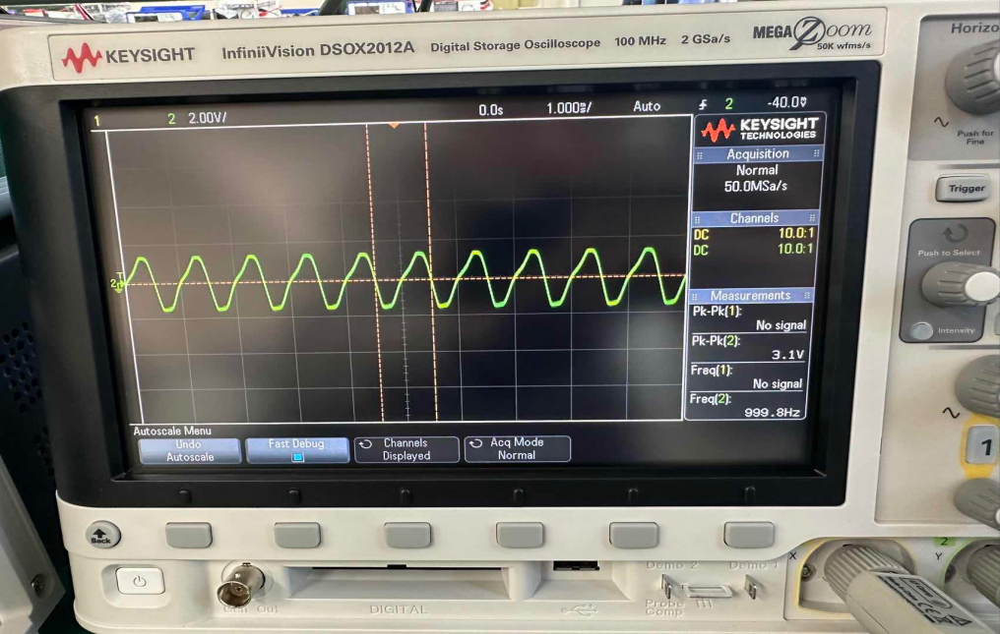 KEYSIGHT InfiniiVision DSOX2012A Digital Storage Oscilloscope 100 MHz 2 GSa/s MEGA Zoom
50K wfms/s
Horizo
Push for
Fine
1 2 2.00V/ 0.0s 1.000ms/ Auto 2 -40.0V
KEYSIGHT
TECHNOLOGIES
Acquisition
Normal
50.0MSa/s
Channels
DC 10.0:1
DC 10.0:1
Measurements
Pk-Pk(1):
No signal
Pk-Pk(2):
3.1V
Freq(1):
No signal
Freq(2):
999.8Hz
T
2
Autoscale Menu
Undo
Autoscale
Fast Debug
Channels
Displayed
Acq Mode
Normal
Trigger
Push to Select
Intensity
1
Back
Gen Out
DIGITAL
Demo 2
Demo 1
Probe
Comp
X
2
Y